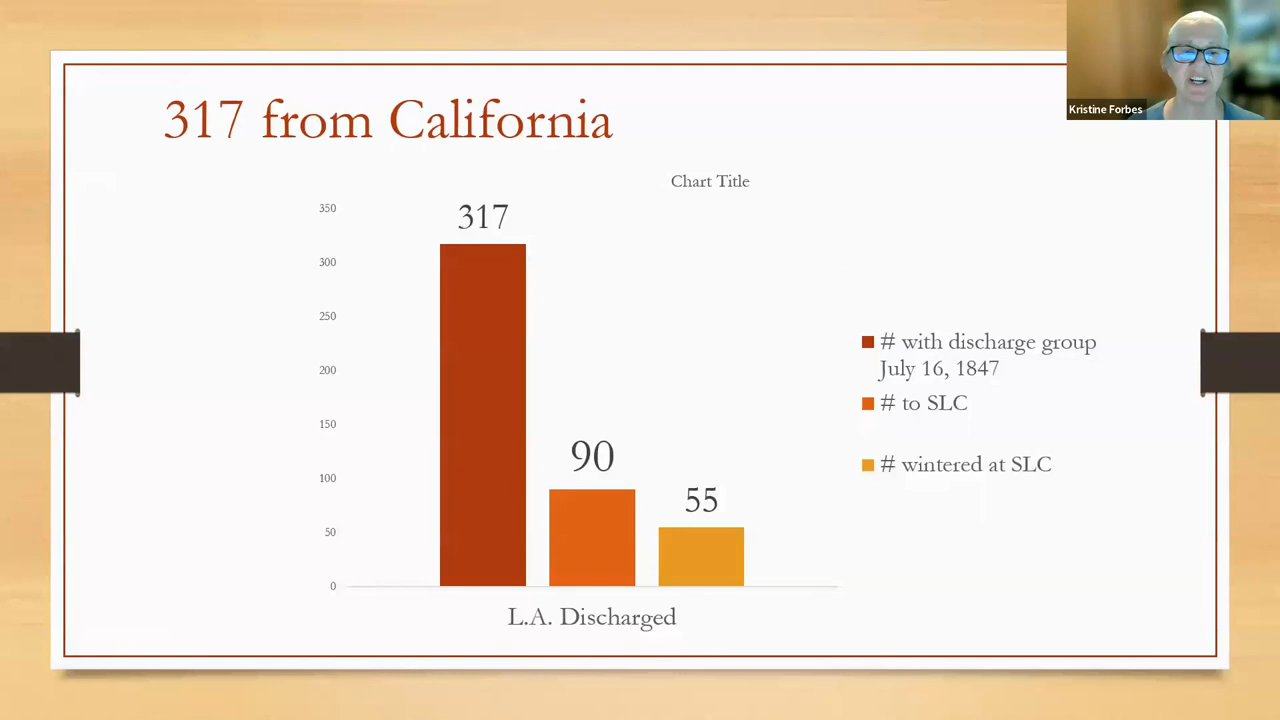 317 from California
Kristine Forbes
Chart Title
350
300
250
200
150
100
50
0
317
90
55
L.A. Discharged
# with discharge group
July 16, 1847
# to SLC
# wintered at SLC